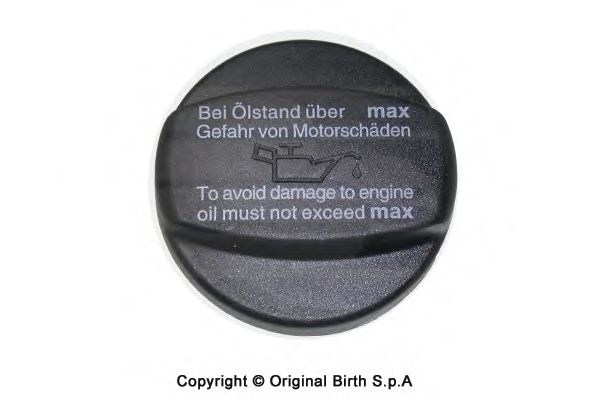 Bei Ölstand über max
Gefahr von Motorschäden
To avoid damage to engine
oil must not exceed max
Copyright © Original Birth S.p.A